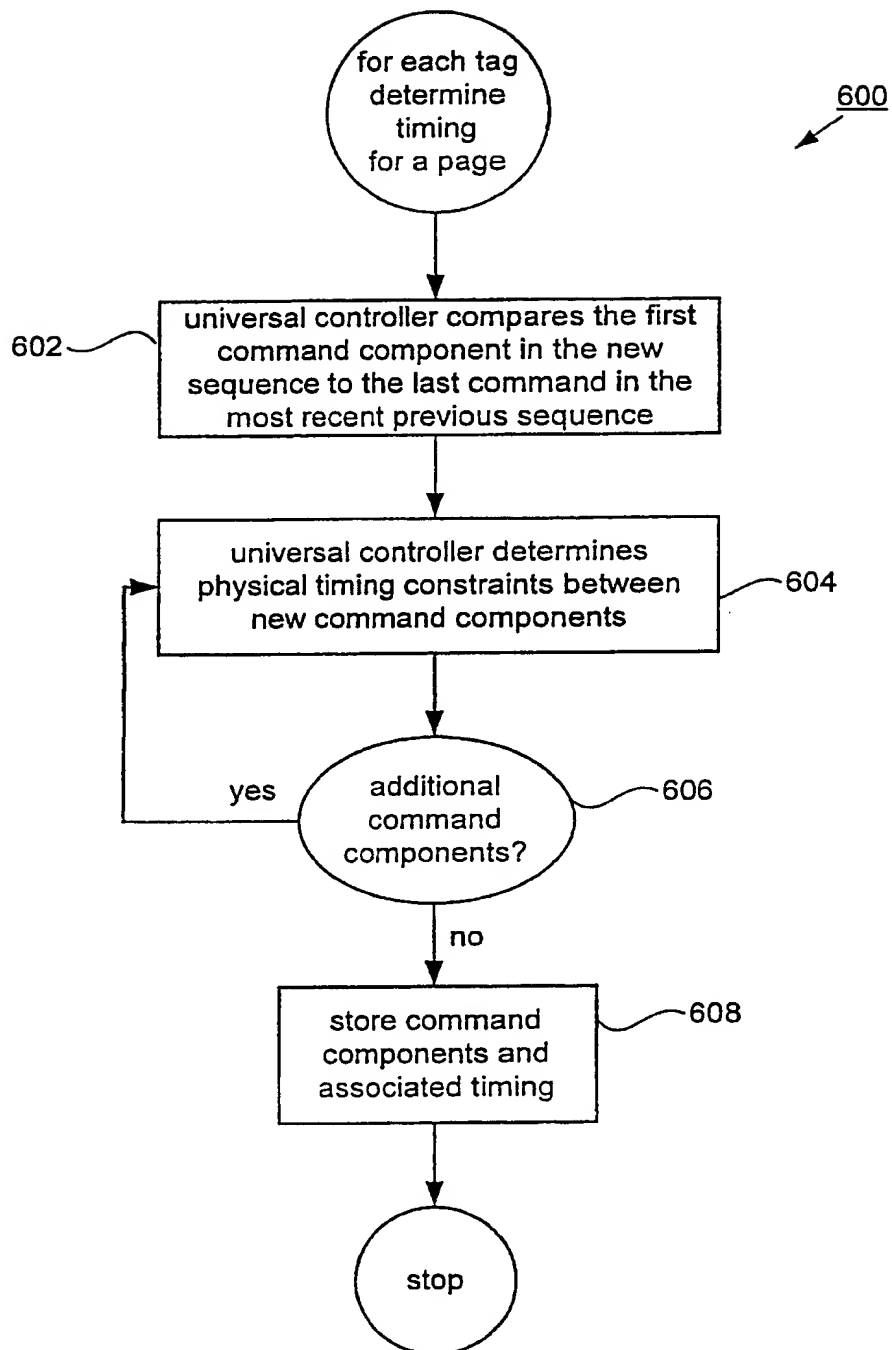 for each tag
determine
timing
for a page
600
602
universal controller compares the first
command component in the new
sequence to the last command in the
most recent previous sequence
universal controller determines
physical timing constraints between
new command components
604
additional
command
components?
606
yes
no
store command
components and
associated timing
608
stop